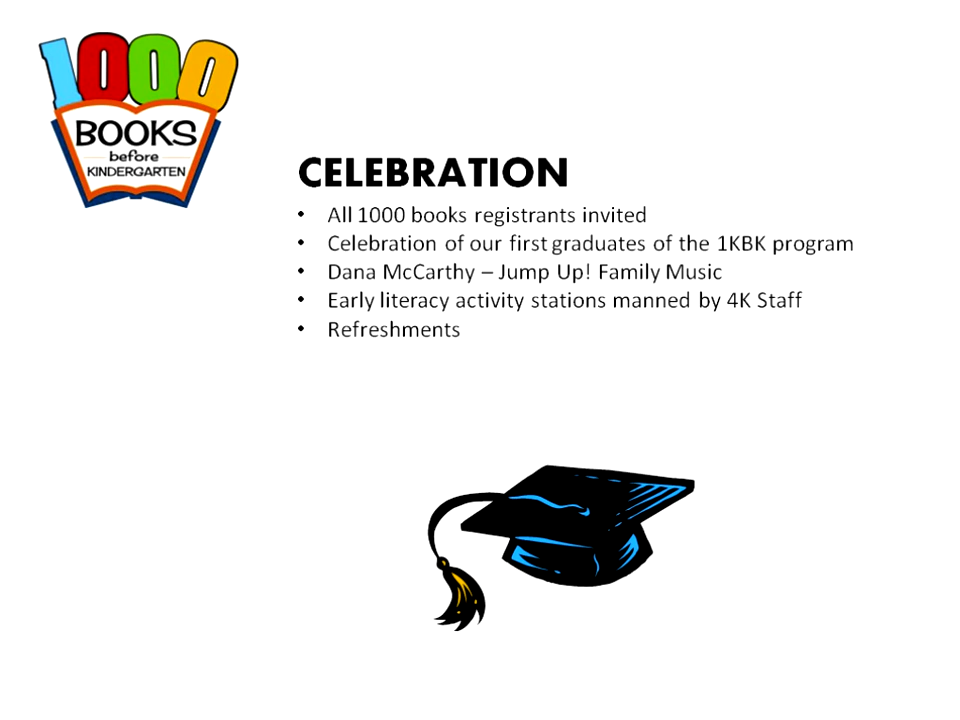 1000
BOOKS
before
KINDERGARTEN
CELEBRATION
• All 1000 books registrants invited
• Celebration of our first graduates of the 1KBK program
• Dana McCarthy – Jump Up! Family Music
• Early literacy activity stations manned by 4K Staff
• Refreshments